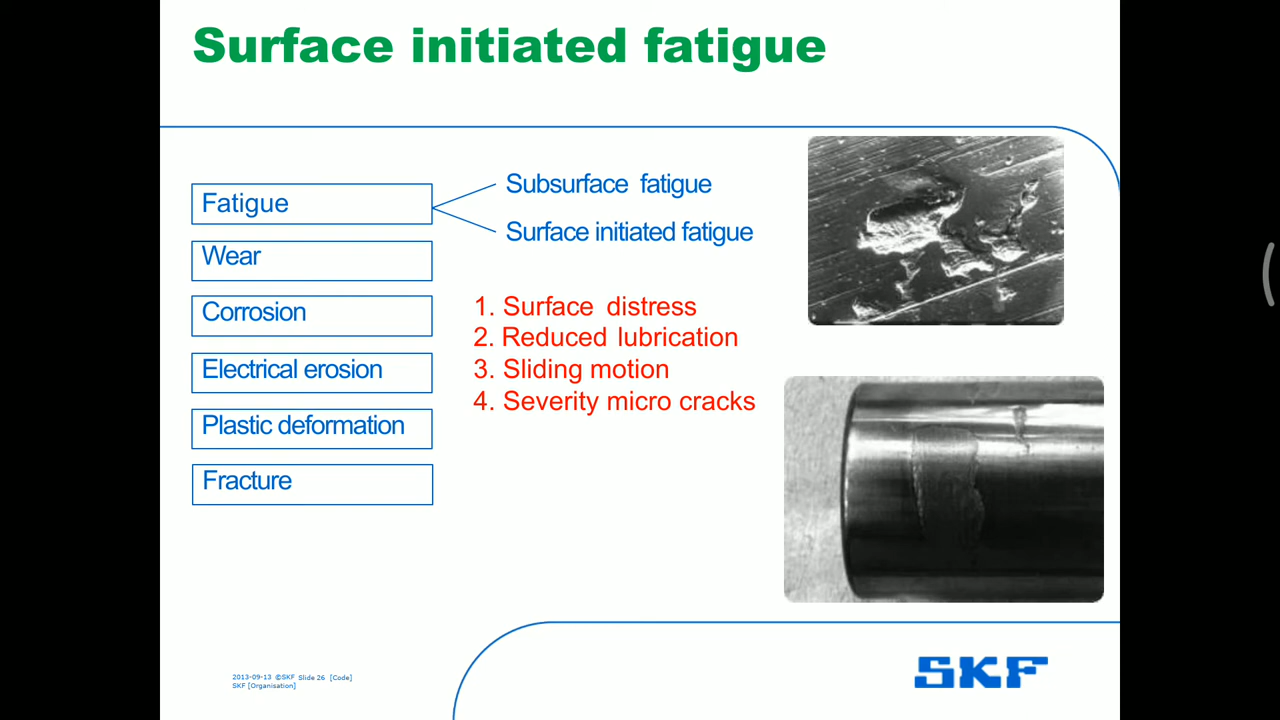 Surface initiated fatigue
Fatigue
Subsurface fatigue
Surface initiated fatigue
Wear
Corrosion
Electrical erosion
Plastic deformation
Fracture
1. Surface distress
2. Reduced lubrication
3. Sliding motion
4. Severity micro cracks
2013-09-13 ©SKF Slide 26 [Code]
SKF [Organisation]
SKF